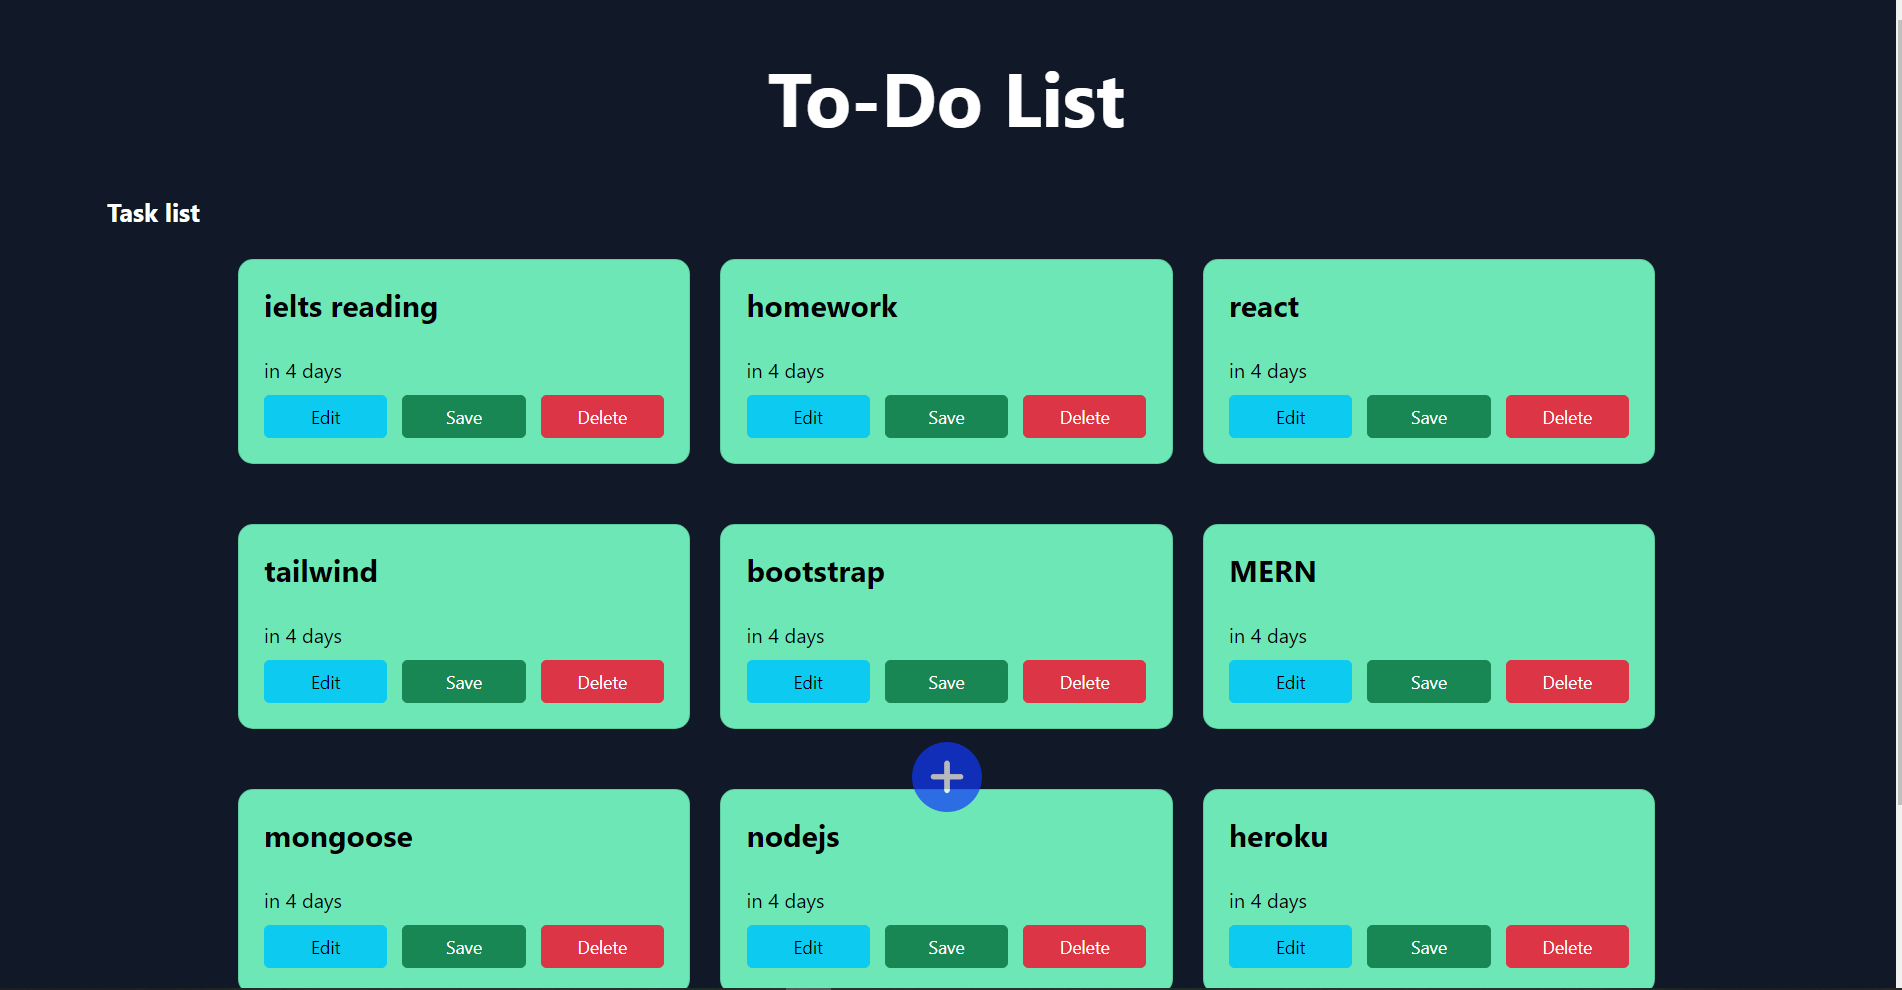 To-Do List
Task list
ielts reading
in 4 days
Edit Save Delete
homework
in 4 days
Edit Save Delete
react
in 4 days
Edit Save Delete
tailwind
in 4 days
Edit Save Delete
bootstrap
in 4 days
Edit Save Delete
MERN
in 4 days
Edit Save Delete
mongoose
in 4 days
Edit Save Delete
nodejs
in 4 days
Edit Save Delete
heroku
in 4 days
Edit Save Delete